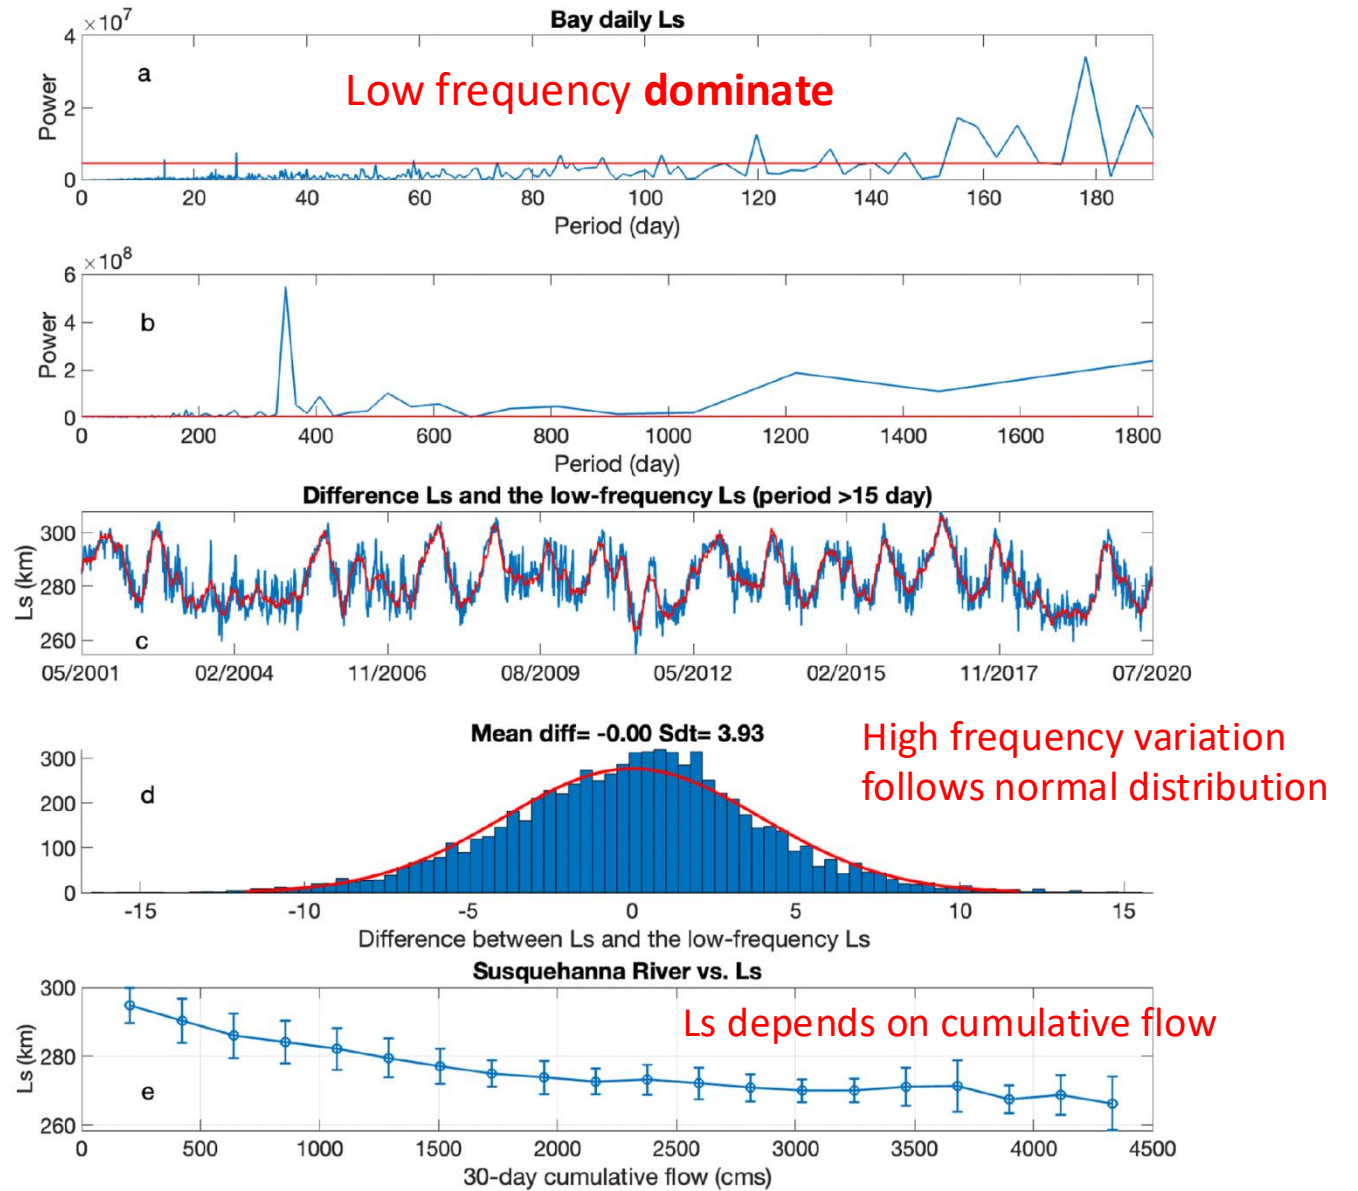 Bay daily Ls
×10⁷
a
Low frequency dominate
Power
4
2
0
0 20 40 60 80 100 120 140 160 180
Period (day)
×10⁸
b
Power
6
4
2
0
0 200 400 600 800 1000 1200 1400 1600 1800
Period (day)
Difference Ls and the low-frequency Ls (period >15 day)
Ls (km)
300
280
260
c
05/2001 02/2004 11/2006 08/2009 05/2012 02/2015 11/2017 07/2020
Mean diff= -0.00 Sdt= 3.93
High frequency variation
follows normal distribution
d
300
200
100
0
-15 -10 -5 0 5 10 15
Difference between Ls and the low-frequency Ls
Susquehanna River vs. Ls
Ls depends on cumulative flow
Ls (km)
300
280
260
e
0 500 1000 1500 2000 2500 3000 3500 4000 4500
30-day cumulative flow (cms)